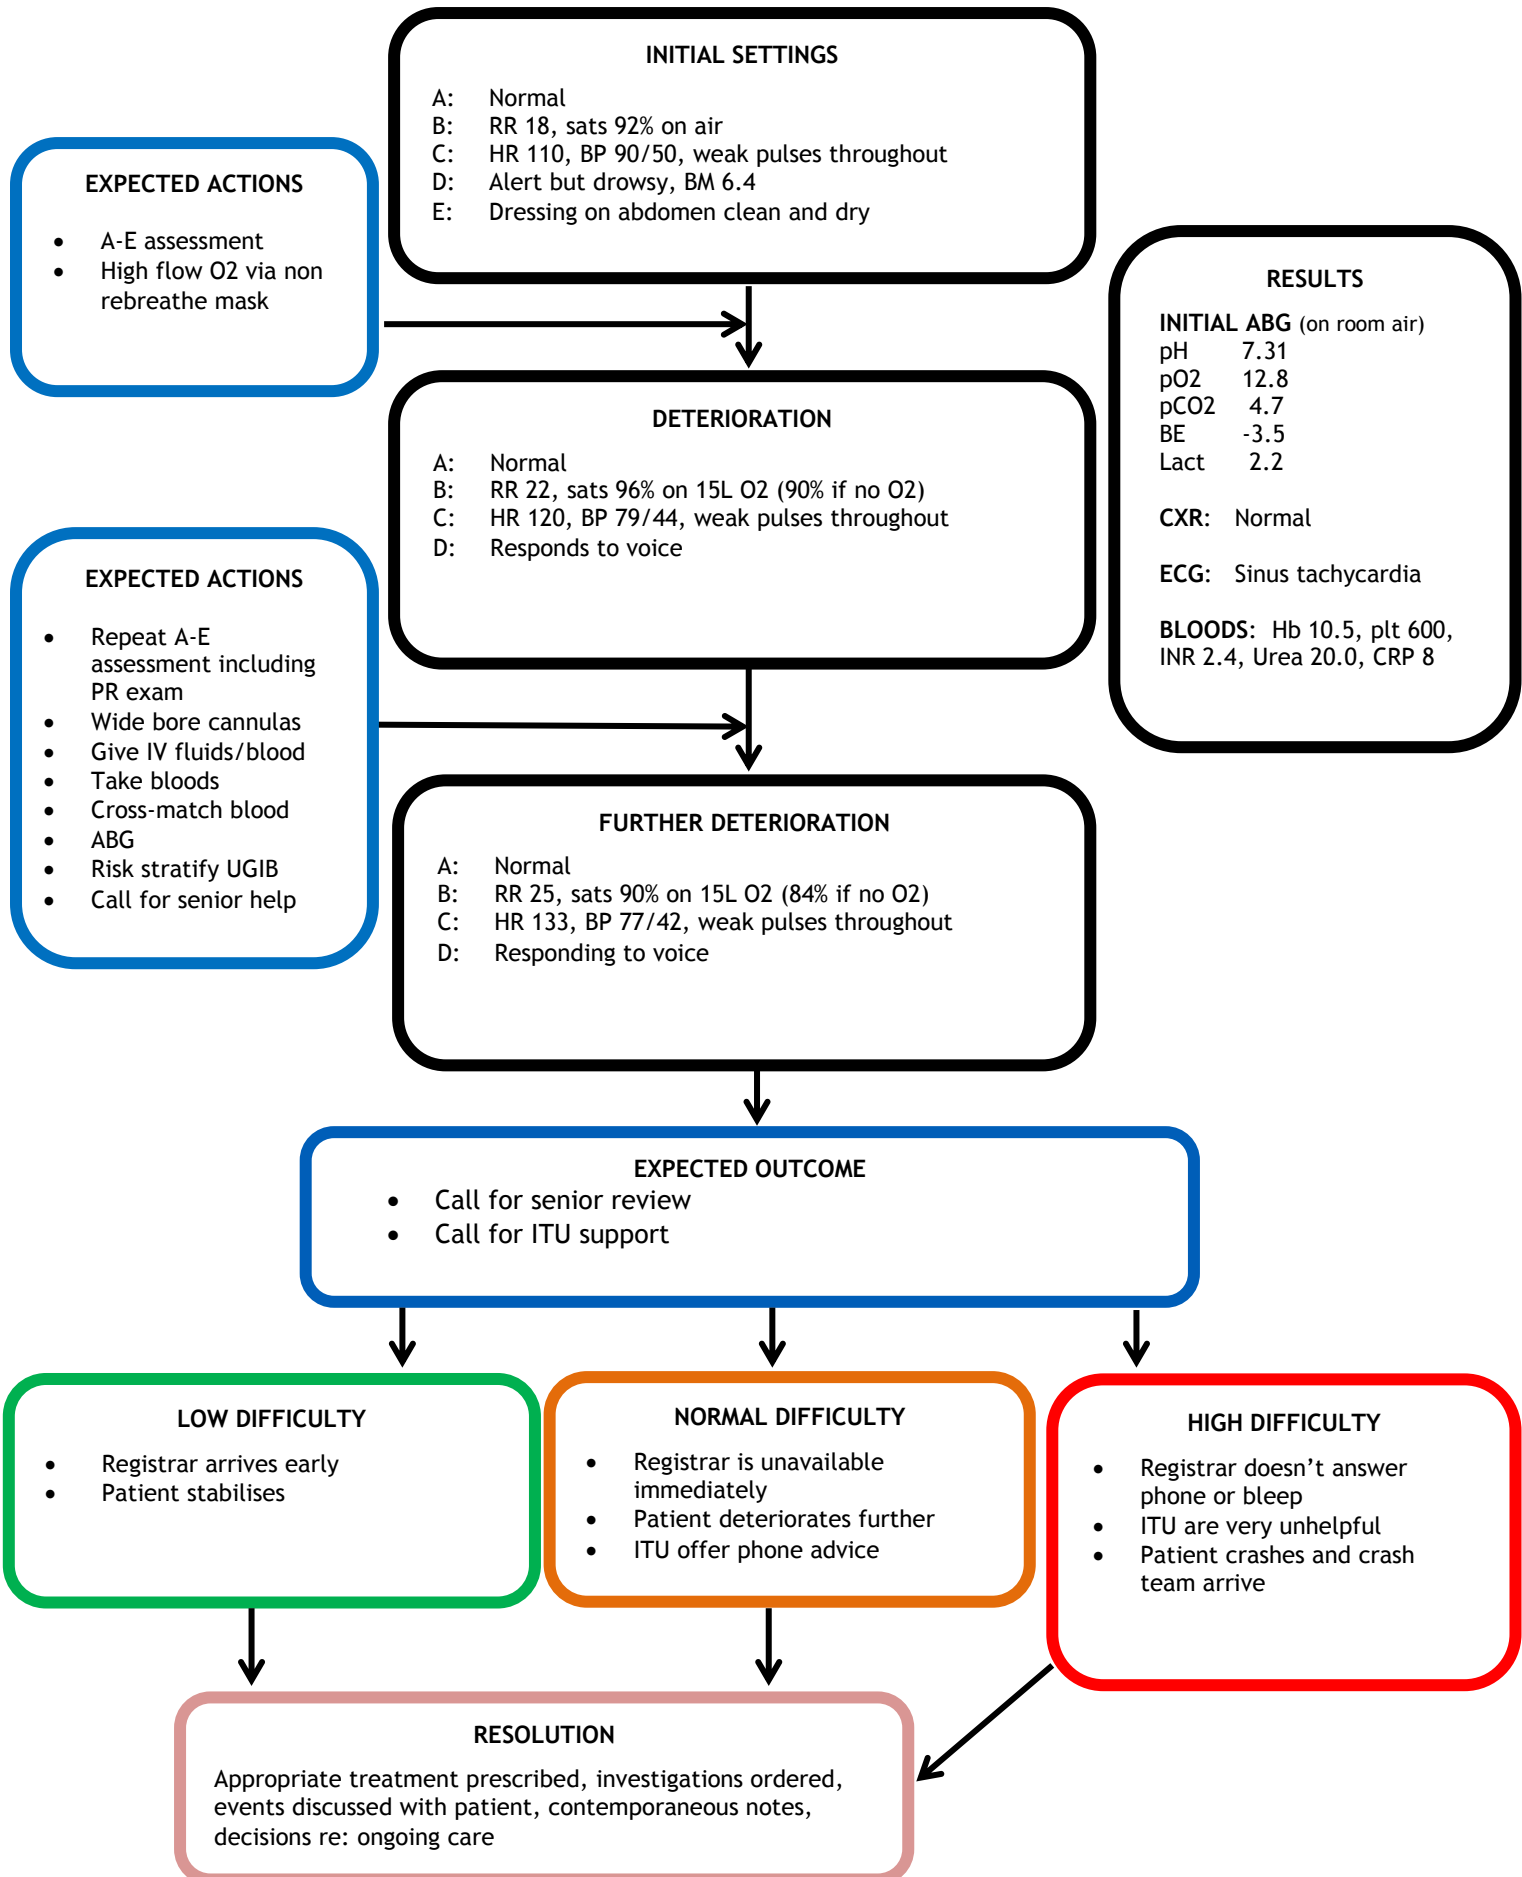 INITIAL SETTINGS
A: Normal
B: RR 18, sats 92% on air
C: HR 110, BP 90/50, weak pulses throughout
D: Alert but drowsy, BM 6.4
E: Dressing on abdomen clean and dry
EXPECTED ACTIONS
• A-E assessment
• High flow O2 via non
rebreathe mask
RESULTS
INITIAL ABG (on room air)
pH 7.31
pO2 12.8
pCO2 4.7
BE -3.5
Lact 2.2
CXR: Normal
ECG: Sinus tachycardia
BLOODS: Hb 10.5, plt 600,
INR 2.4, Urea 20.0, CRP 8
DETERIORATION
A: Normal
B: RR 22, sats 96% on 15L O2 (90% if no O2)
C: HR 120, BP 79/44, weak pulses throughout
D: Responds to voice
EXPECTED ACTIONS
• Repeat A-E
assessment including
PR exam
• Wide bore cannulas
• Give IV fluids/blood
• Take bloods
• Cross-match blood
• ABG
• Risk stratify UGIB
• Call for senior help
FURTHER DETERIORATION
A: Normal
B: RR 25, sats 90% on 15L O2 (84% if no O2)
C: HR 133, BP 77/42, weak pulses throughout
D: Responding to voice
EXPECTED OUTCOME
• Call for senior review
• Call for ITU support
LOW DIFFICULTY
• Registrar arrives early
• Patient stabilises
NORMAL DIFFICULTY
• Registrar is unavailable
immediately
• Patient deteriorates further
• ITU offer phone advice
HIGH DIFFICULTY
• Registrar doesn’t answer
phone or bleep
• ITU are very unhelpful
• Patient crashes and crash
team arrive
RESOLUTION
Appropriate treatment prescribed, investigations ordered,
events discussed with patient, contemporaneous notes,
decisions re: ongoing care